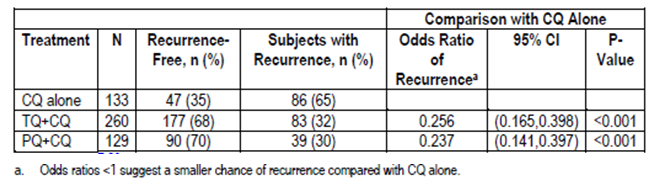 Comparison with CQ Alone
Treatment N Recurrence-Free, n (%) Subjects with Recurrence, n (%) Odds Ratio of Recurrenceᵃ 95% CI P-Value
CQ alone 133 47 (35) 86 (65)
TQ+CQ 260 177 (68) 83 (32) 0.256 (0.165,0.398) <0.001
PQ+CQ 129 90 (70) 39 (30) 0.237 (0.141,0.397) <0.001
a. Odds ratios <1 suggest a smaller chance of recurrence compared with CQ alone.